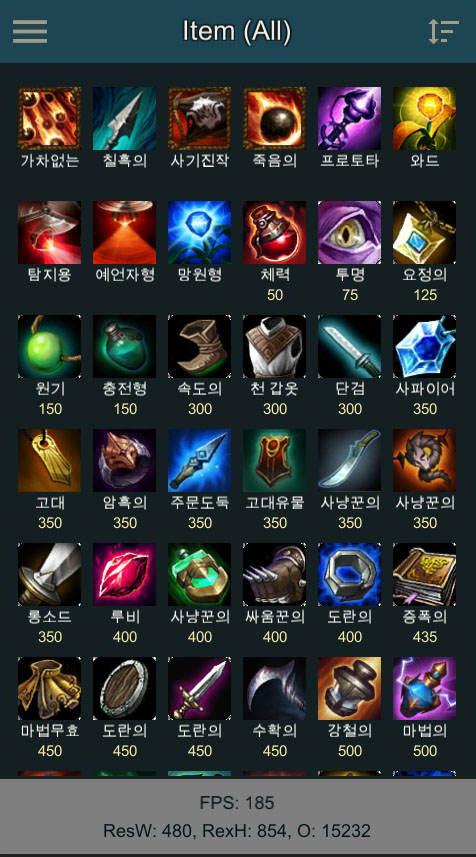 Item (All)
가차없는 칠흑의 사기진작 죽음의 프로토타 와드
탐지용 예언자형 망원형 체력 투명 요정의
50 75 125
원기 충전형 속도의 천 갑옷 단검 사파이어
150 150 300 300 300 350
고대 암흑의 주문도둑 고대유물 사냥꾼의 사냥꾼의
350 350 350 350 350 350
롱소드 루비 사냥꾼의 싸움꾼의 도란의 증폭의
350 400 400 400 400 435
마법무효 도란의 도란의 수확의 강철의 마법의
450 450 450 450 500 500
FPS: 185
ResW: 480, RexH: 854, O: 15232